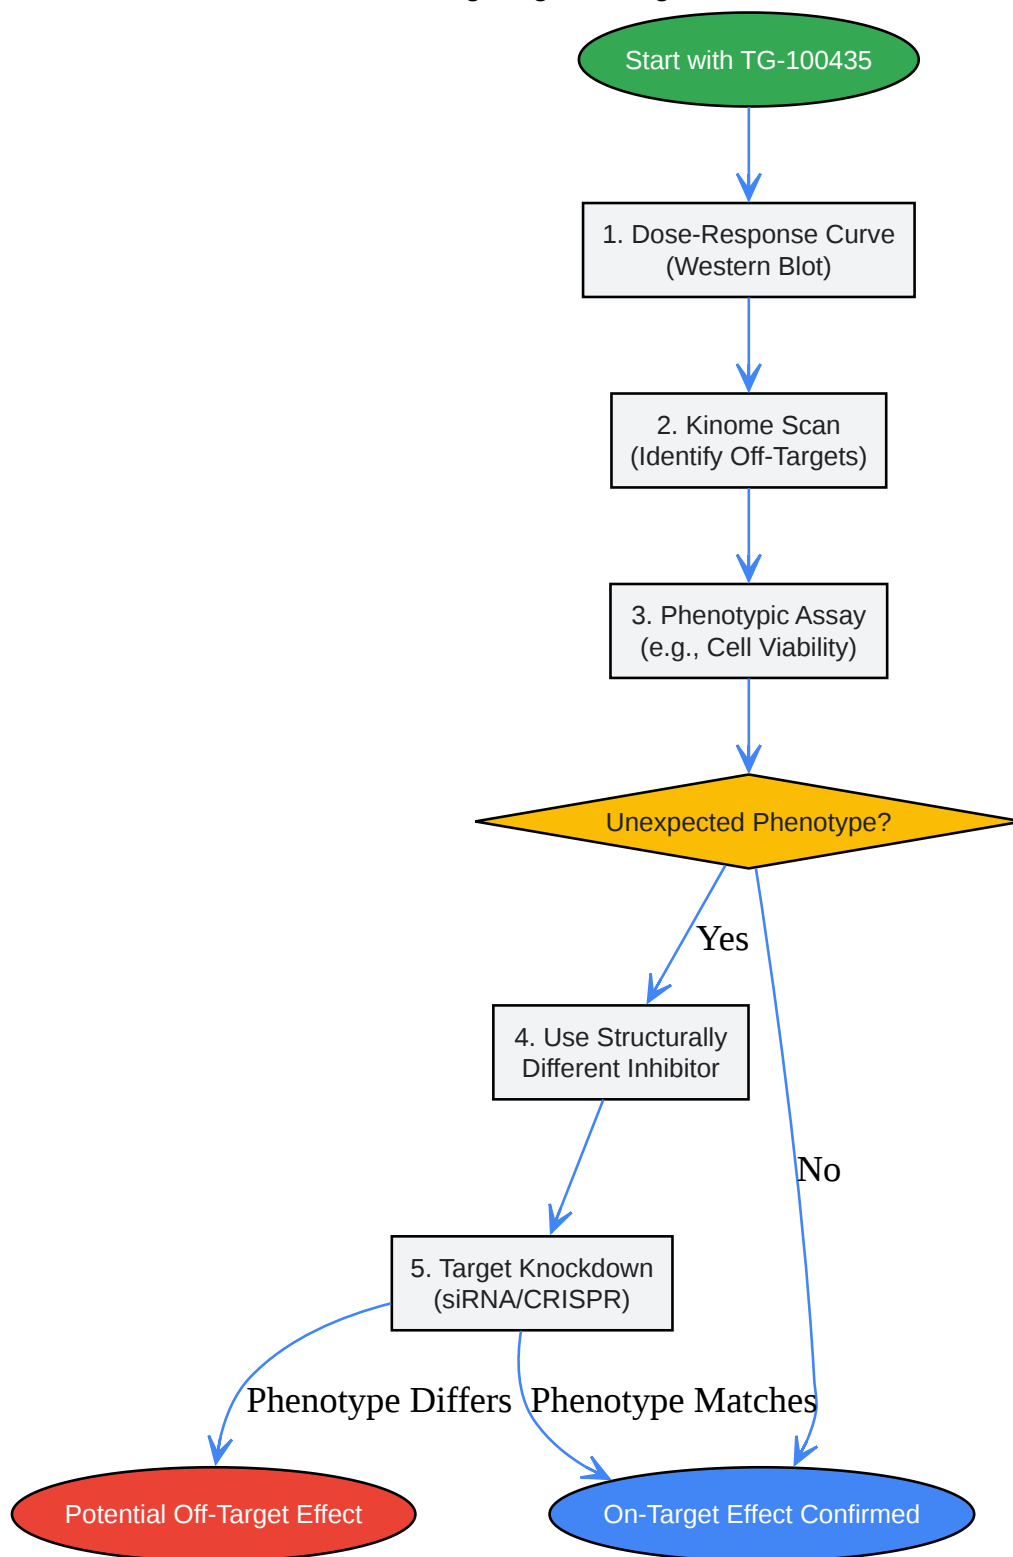 Start with TG-100435
1. Dose-Response Curve
(Western Blot)
2. Kinome Scan
(Identify Off-Targets)
3. Phenotypic Assay
(e.g., Cell Viability)
Unexpected Phenotype?
Yes
4. Use Structurally
Different Inhibitor
No
5. Target Knockdown
(siRNA/CRISPR)
Phenotype Differs
Phenotype Matches
Potential Off-Target Effect
On-Target Effect Confirmed